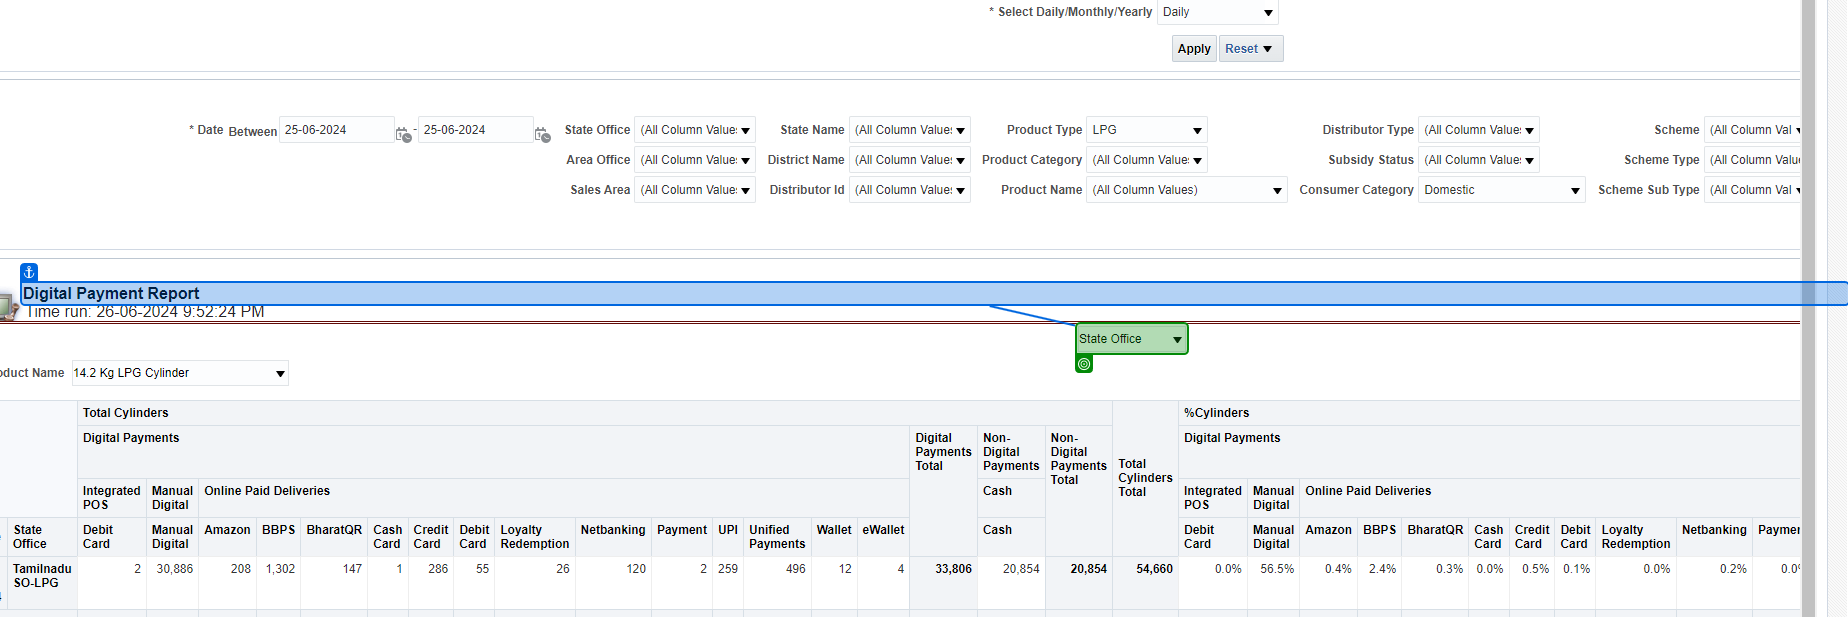 * Select Daily/Monthly/Yearly Daily
Apply Reset
* Date Between 25-06-2024 - 25-06-2024 State Office (All Column Value: State Name (All Column Value: Product Type LPG Distributor Type (All Column Value: Scheme (All Column Val
Area Office (All Column Value: District Name (All Column Value: Product Category (All Column Value: Subsidy Status (All Column Value: Scheme Type (All Column Valu
Sales Area (All Column Value: Distributor Id (All Column Value: Product Name (All Column Values) Consumer Category Domestic Scheme Sub Type (All Column Val
Digital Payment Report
Time run: 26-06-2024 9:52:24 PM
State Office
oduct Name 14.2 Kg LPG Cylinder
Total Cylinders %Cylinders
Digital Payments Digital Payments Total Non-Digital Payments Non-Digital Payments Total Total Cylinders Total Digital Payments
Integrated POS Manual Digital Online Paid Deliveries Cash Integrated POS Manual Digital Online Paid Deliveries
State Office Debit Card Manual Digital Amazon BBPS BharatQR Cash Card Credit Card Debit Card Loyalty Redemption Netbanking Payment UPI Unified Payments Wallet eWallet Cash Debit Card Manual Digital Amazon BBPS BharatQR Cash Card Credit Card Debit Card Loyalty Redemption Netbanking Paymer
Tamilnadu SO-LPG 2 30,886 208 1,302 147 1 286 55 26 120 2 259 496 12 4 33,806 20,854 20,854 54,660 0.0% 56.5% 0.4% 2.4% 0.3% 0.0% 0.5% 0.1% 0.0% 0.2% 0.0%